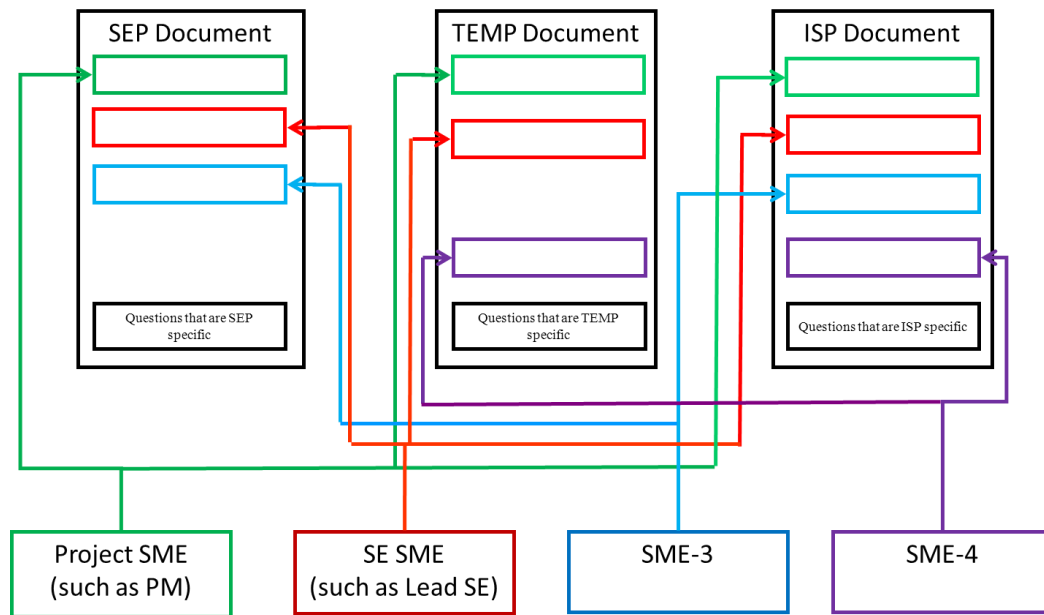 SEP Document
TEMP Document
ISP Document
Questions that are SEP
specific
Questions that are TEMP
specific
Questions that are ISP specific
Project SME
(such as PM)
SE SME
(such as Lead SE)
SME-3
SME-4